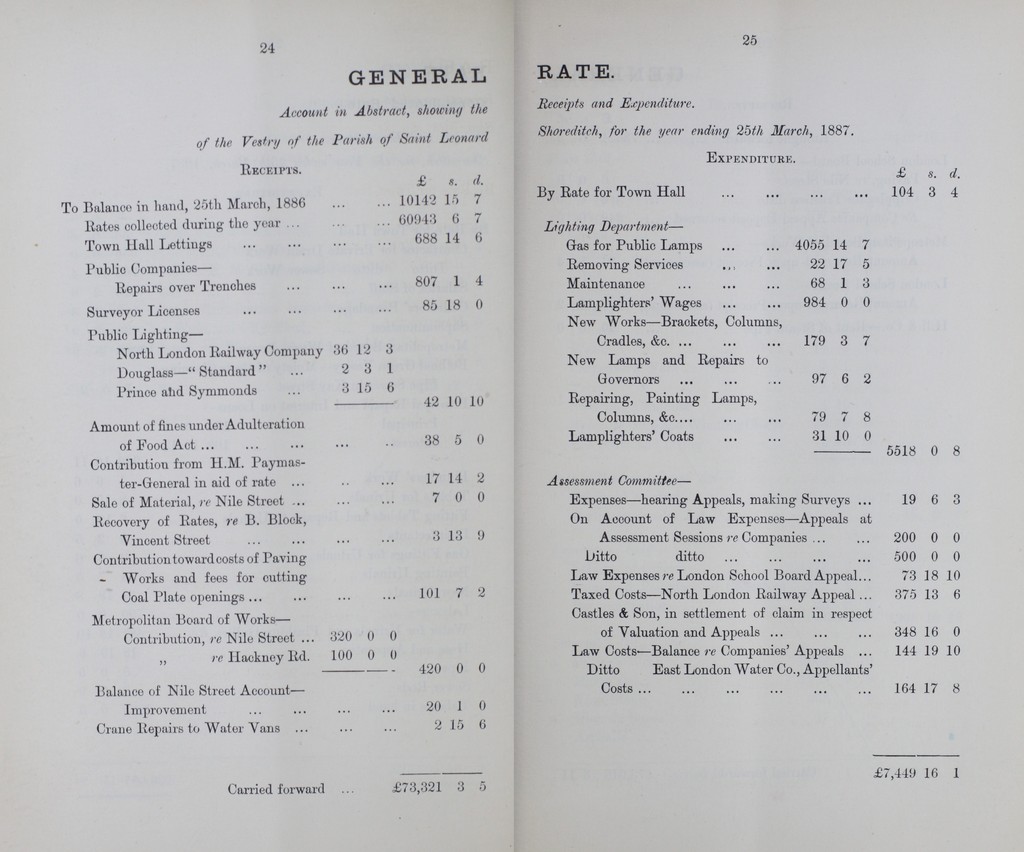 24
GENERAL
Account in Abstract, showing the
of the Vestry of the Parish of Saint Leonard
RECEIPTS.
£ s. d.
To Balance in hand, 25th March, 1886 ... ... 10142 15 7
Rates collected during the year ... ... ... 60943 6 7
Town Hall Lettings ... ... ... ... 688 14 6
Public Companies—
Repairs over Trenches ... ... ... 807 1 4
Surveyor Licenses ... ... ... ... 85 18 0
Public Lighting—
North London Railway Company 36 12 3
Douglass—“Standard” ... 2 3 1
Prince and Symmonds ... 3 15 6
42 10 10
Amount of fines under Adulteration
of Food Act ... ... ... ... .. 38 5 0
Contribution from H.M. Paymas-
ter-General in aid of rate ... .. ... ... 17 14 2
Sale of Material, re Nile Street ... ... ... 7 0 0
Recovery of Rates, re B. Block,
Vincent Street ... ... ... ... 3 13 9
Contribution toward costs of Paving
- Works and fees for cutting
Coal Plate openings ... ... ... ... 101 7 2
Metropolitan Board of Works—
Contribution, re Nile Street ... 320 0 0
„ re Hackney Rd. 100 0 0
420 0 0
Balance of Nile Street Account—
Improvement ... ... ... ... 20 1 0
Crane Repairs to Water Vans ... ... ... 2 15 6
Carried forward ... £73,321 3 5
25
RATE.
Receipts and Expenditure.
Shoreditch, for the year ending 25th March, 1887.
EXPENDITURE.
£ s. d.
By Rate for Town Hall ... ... ... ... 104 3 4
Lighting Department—
Gas for Public Lamps ... ... 4055 14 7
Removing Services ... ... 22 17 5
Maintenance ... ... ... 68 1 3
Lamplighters’ Wages ... ... 984 0 0
New Works—Brackets, Columns,
Cradles, &c. ... ... ... 179 3 7
New Lamps and Repairs to
Governors ... ... ... 97 6 2
Repairing, Painting Lamps,
Columns, &c.... ... ... 79 7 8
Lamplighters’ Coats ... ... 31 10 0
5518 0 8
Assessment Committee—
Expenses—hearing Appeals, making Surveys ... 19 6 3
On Account of Law Expenses—Appeals at
Assessment Sessions re Companies ... ... 200 0 0
Ditto ditto ... ... ... ... 500 0 0
Law Expenses re London School Board Appeal... 73 18 10
Taxed Costs—North London Railway Appeal ... 375 13 6
Castles & Son, in settlement of claim in respect
of Valuation and Appeals ... ... ... 348 16 0
Law Costs—Balance re Companies’ Appeals ... 144 19 10
Ditto East London Water Co., Appellants’
Costs ... ... ... ... ... ... 164 17 8
£7,449 16 1